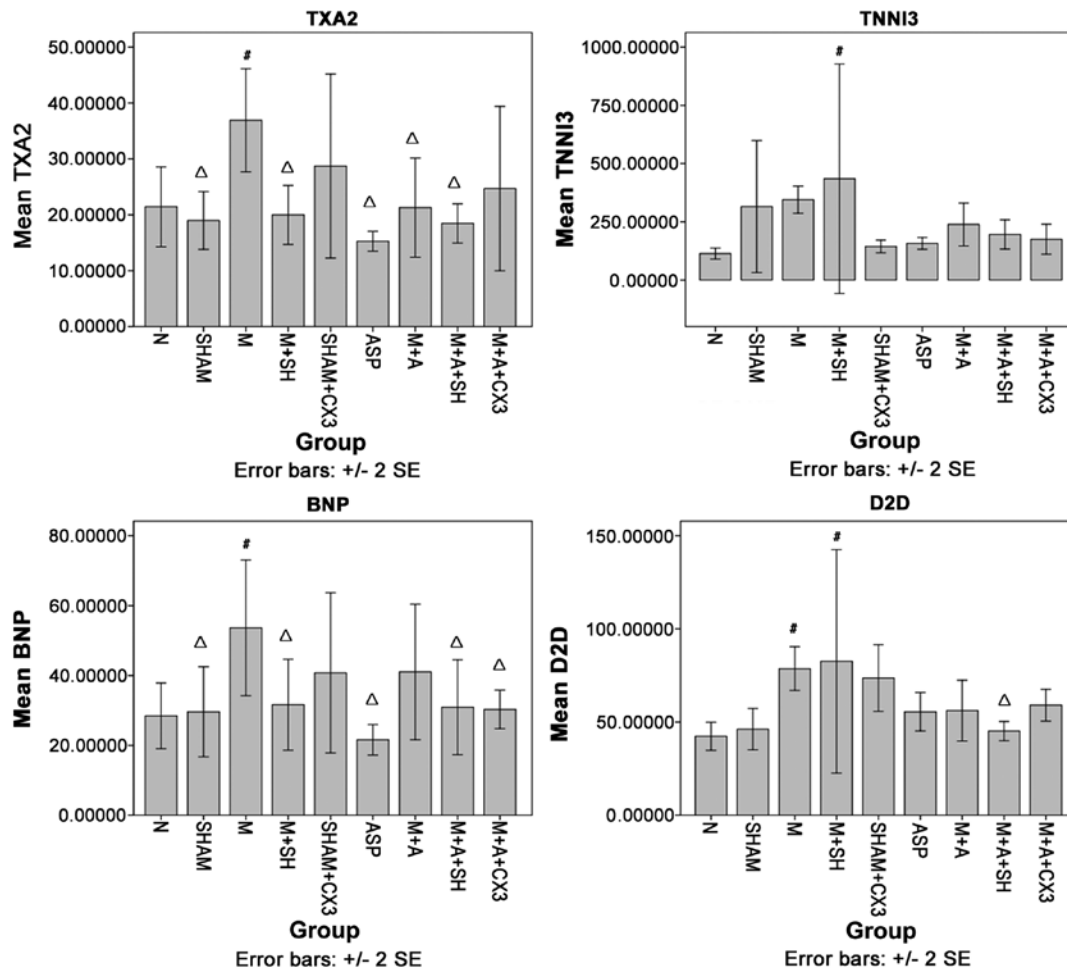 TXA2
50.00000
40.00000
30.00000
20.00000
10.00000
0.00000
Mean TXA2
Δ
#
Δ
Δ
Δ
Δ
N
SHAM
M
M+SH
SHAM+CX3
ASP
M+A
M+A+SH
M+A+CX3
Group
Error bars: +/- 2 SE
TNNI3
1000.00000
750.00000
500.00000
250.00000
0.00000
Mean TNNI3
#
N
SHAM
M
M+SH
SHAM+CX3
ASP
M+A
M+A+SH
M+A+CX3
Group
Error bars: +/- 2 SE
BNP
80.00000
60.00000
40.00000
20.00000
0.00000
Mean BNP
Δ
#
Δ
Δ
Δ
Δ
N
SHAM
M
M+SH
SHAM+CX3
ASP
M+A
M+A+SH
M+A+CX3
Group
Error bars: +/- 2 SE
D2D
150.00000
100.00000
50.00000
0.00000
Mean D2D
#
#
Δ
N
SHAM
M
M+SH
SHAM+CX3
ASP
M+A
M+A+SH
M+A+CX3
Group
Error bars: +/- 2 SE